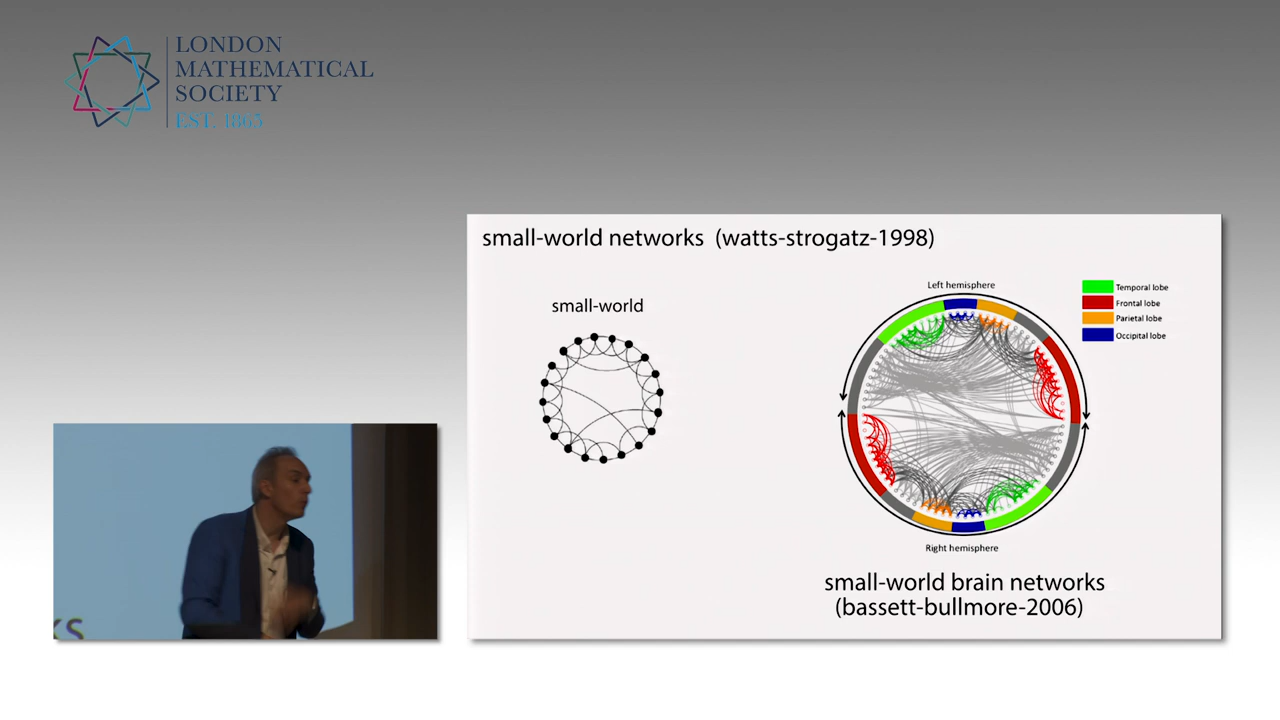 LONDON
MATHEMATICAL
SOCIETY
EST. 1865
small-world networks (watts-strogatz-1998)
small-world
Left hemisphere
Temporal lobe
Frontal lobe
Parietal lobe
Occipital lobe
Right hemisphere
small-world brain networks
(bassett-bullmore-2006)
ks